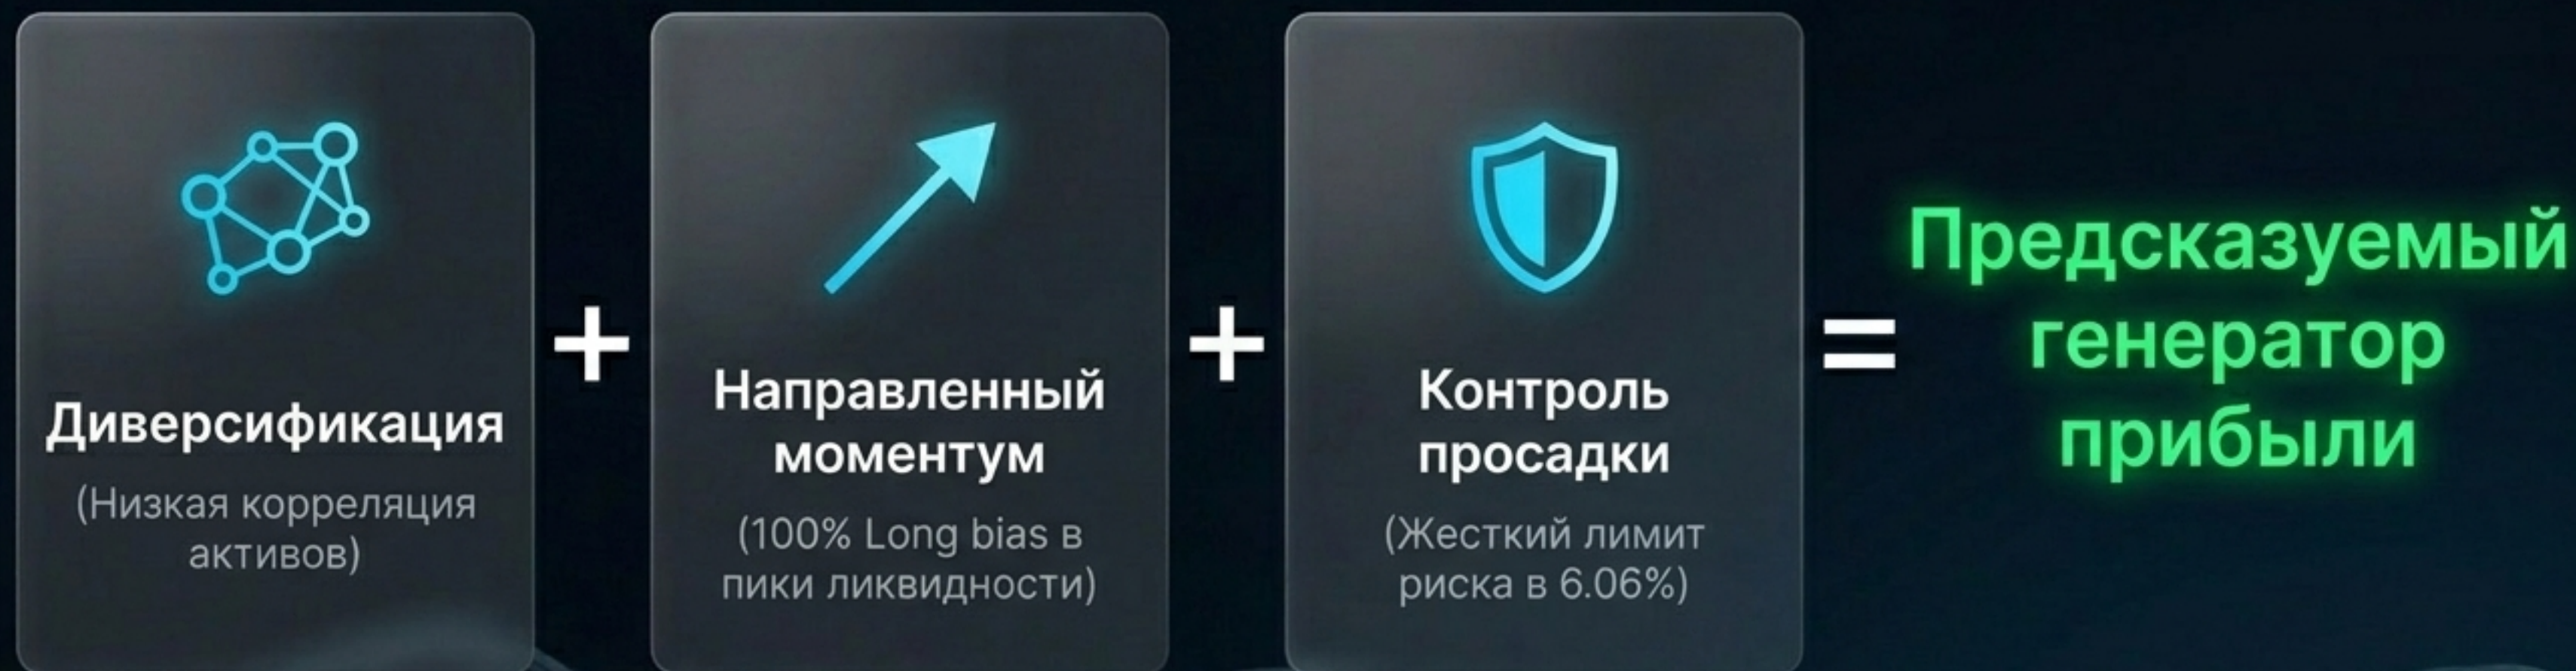 Диверсификация
(Низкая корреляция
активов)
+
Направленный
моментум
(100% Long bias в
пики ликвидности)
+
Контроль
просадки
(Жесткий лимит
риска в 6.06%)
=
Предсказуемый
генератор
прибыли